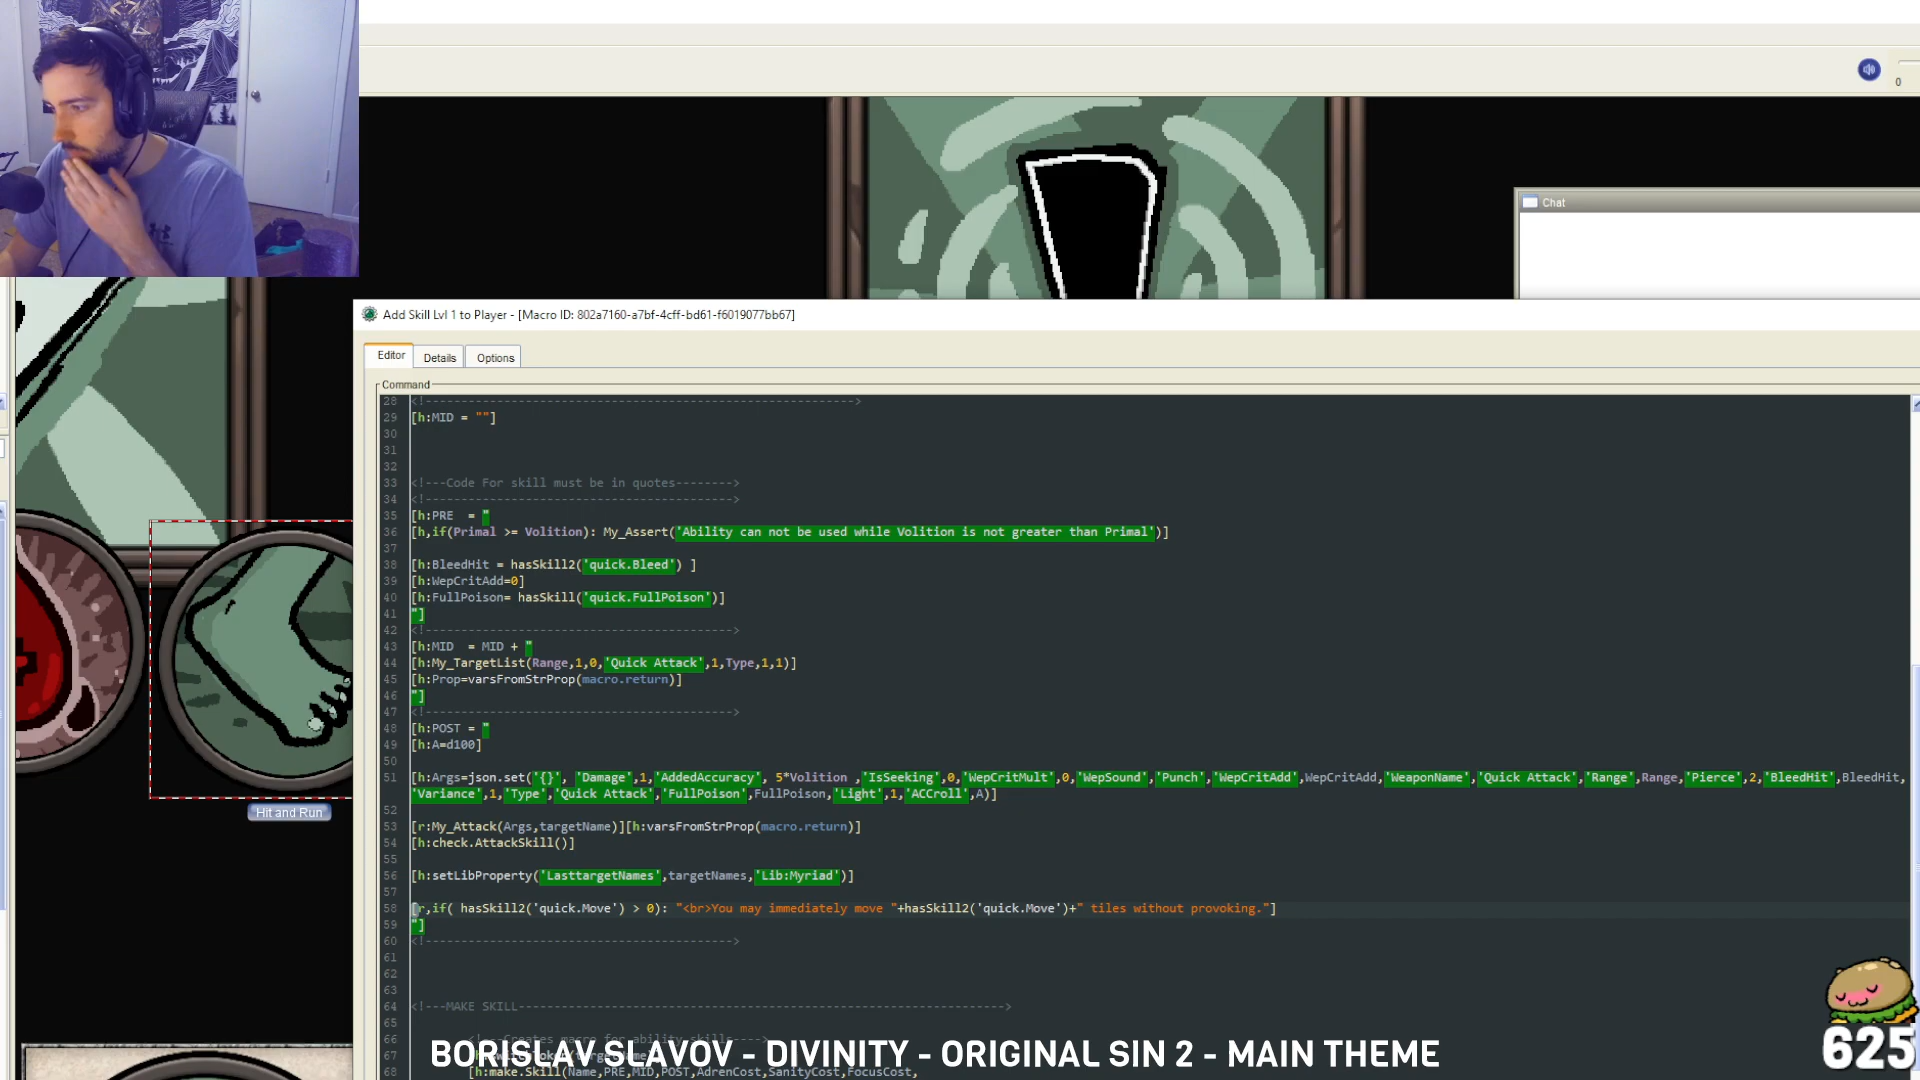 0
Chat
Add Skill Lvl 1 to Player - [Macro ID: 802a7160-a7bf-4cff-bd61-f6019077bb67]
Editor
Details
Options
Command
28 <!------------------------------------------------------>
29 [h:MID = ""]
30
31
32
33 <!---Code For skill must be in quotes-------->
34 <!--------------------------------------->
35 [h:PRE  = "
36 [h,if(Primal >= Volition): My_Assert('Ability can not be used while Volition is not greater than Primal')]
37
38 [h:BleedHit = hasSkill2('quick.Bleed') ]
39 [h:WepCritAdd=0]
40 [h:FullPoison= hasSkill('quick.FullPoison')]
41 "]
42 <!--------------------------------------->
43 [h:MID  = MID + "
44 [h:My_TargetList(Range,1,0,'Quick Attack',1,Type,1,1)]
45 [h:Prop=varsFromStrProp(macro.return)]
46 "]
47 <!--------------------------------------->
48 [h:POST = "
49 [h:A=d100]
50
51 [h:Args=json.set('{}', 'Damage',1,'AddedAccuracy', 5*Volition ,'IsSeeking',0,'WepCritMult',0,'WepSound','Punch','WepCritAdd',WepCritAdd,'WeaponName','Quick Attack','Range',Range,'Pierce',2,'BleedHit',BleedHit,
'Variance',1,'Type','Quick Attack','FullPoison',FullPoison,'Light',1,'ACCroll',A)]
52
53 [r:My_Attack(Args,targetName)][h:varsFromStrProp(macro.return)]
54 [h:check.AttackSkill()]
55
56 [h:setLibProperty('LasttargetNames',targetNames,'Lib:Myriad')]
57
58 [r,if( hasSkill2('quick.Move') > 0): "<br>You may immediately move "+hasSkill2('quick.Move')+" tiles without provoking."]
59 "]
60 <!--------------------------------------->
61
62
63
64 <!---MAKE SKILL------------------------------------------------------------->
65
66 <!---Creates macro for ability skills---->
67
68 [h:make.Skill(Name,PRE,MID,POST,AdrenCost,SanityCost,FocusCost,
Hit and Run
BORISLAV SLAVOV - DIVINITY - ORIGINAL SIN 2 - MAIN THEME
625